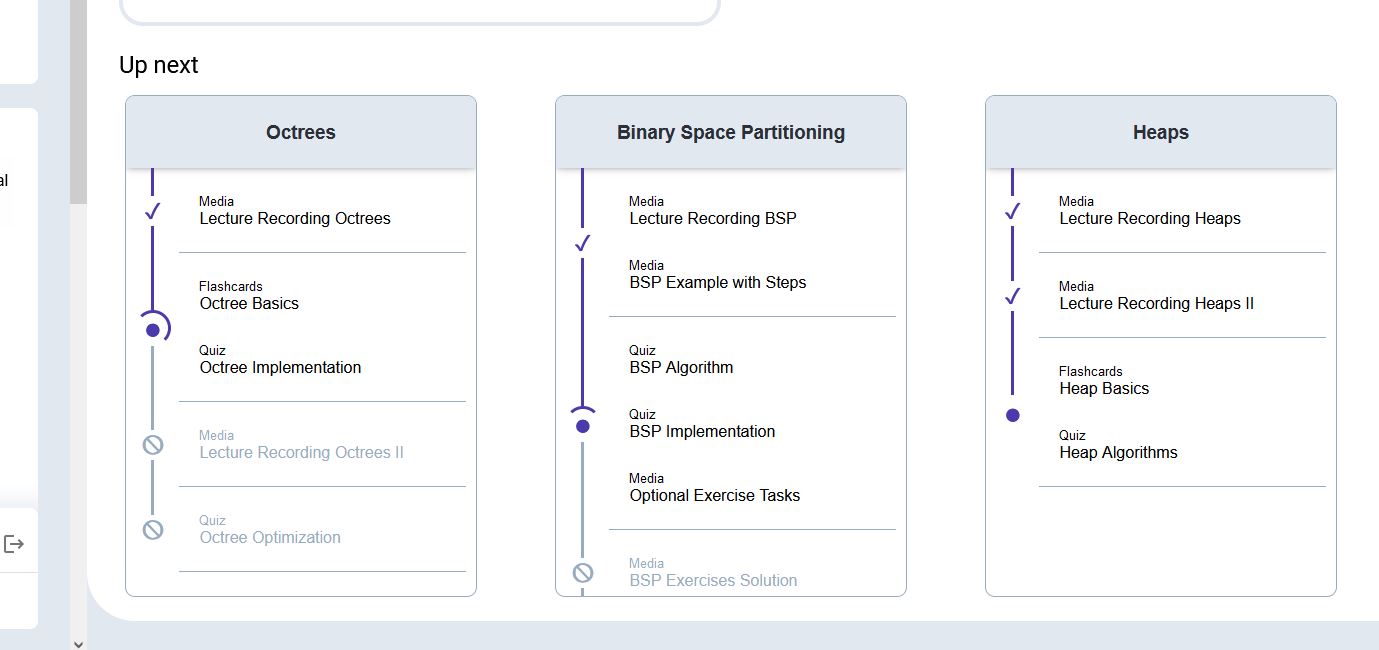 Up next
al
Octrees
Media
Lecture Recording Octrees
Flashcards
Octree Basics
Quiz
Octree Implementation
Media
Lecture Recording Octrees II
Quiz
Octree Optimization
Binary Space Partitioning
Media
Lecture Recording BSP
Media
BSP Example with Steps
Quiz
BSP Algorithm
Quiz
BSP Implementation
Media
Optional Exercise Tasks
Media
BSP Exercises Solution
Heaps
Media
Lecture Recording Heaps
Media
Lecture Recording Heaps II
Flashcards
Heap Basics
Quiz
Heap Algorithms